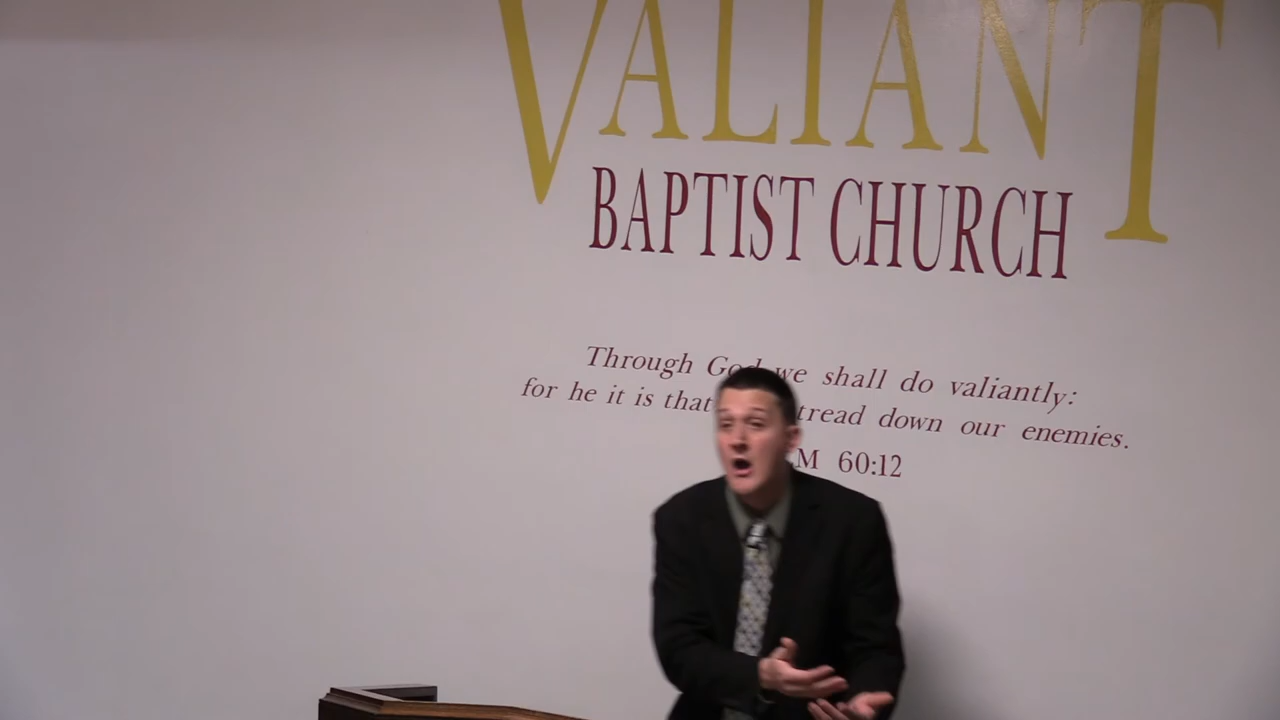 VALIANT
BAPTIST CHURCH
Through God we shall do valiantly:
for he it is that tread down our enemies.
M 60:12